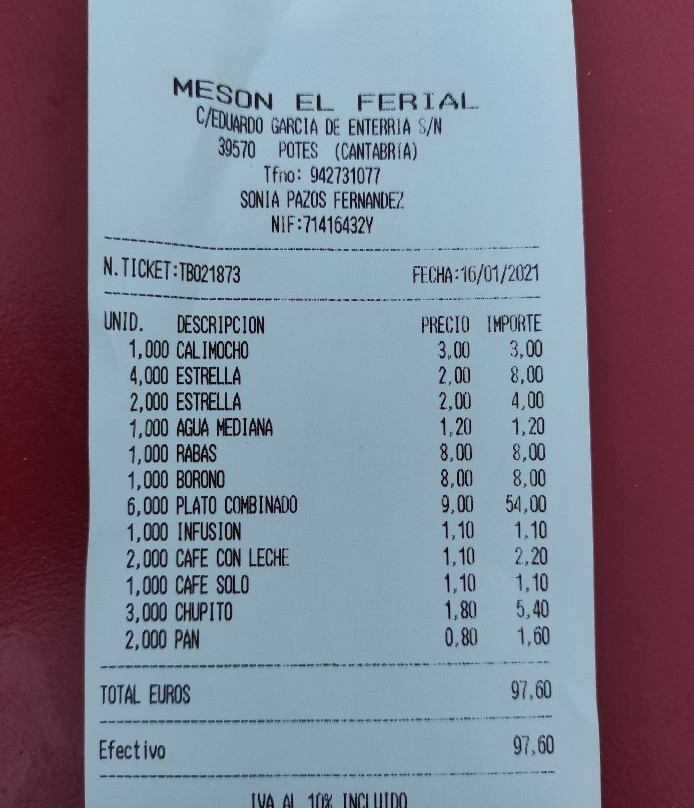 MESON EL FERIAL
C/EDUARDO GARCIA DE ENTERRIA S/N
39570 POTES (CANTABRIA)
Tfno: 942731077
SONIA PAZOS FERNANDEZ
NIF:71416432Y
N.TICKET:TB021873 FECHA:16/01/2021
UNID. DESCRIPCION PRECIO IMPORTE
1,000 CALIMOCHO 3,00 3,00
4,000 ESTRELLA 2,00 8,00
2,000 ESTRELLA 2,00 4,00
1,000 AGUA MEDIANA 1,20 1,20
1,000 RABAS 8,00 8,00
1,000 BORONO 8,00 8,00
6,000 PLATO COMBINADO 9,00 54,00
1,000 INFUSION 1,10 1,10
2,000 CAFE CON LECHE 1,10 2,20
1,000 CAFE SOLO 1,10 1,10
3,000 CHUPITO 1,80 5,40
2,000 PAN 0,80 1,60
TOTAL EUROS 97,60
Efectivo 97,60
IVA AL 10% INCLUIDO